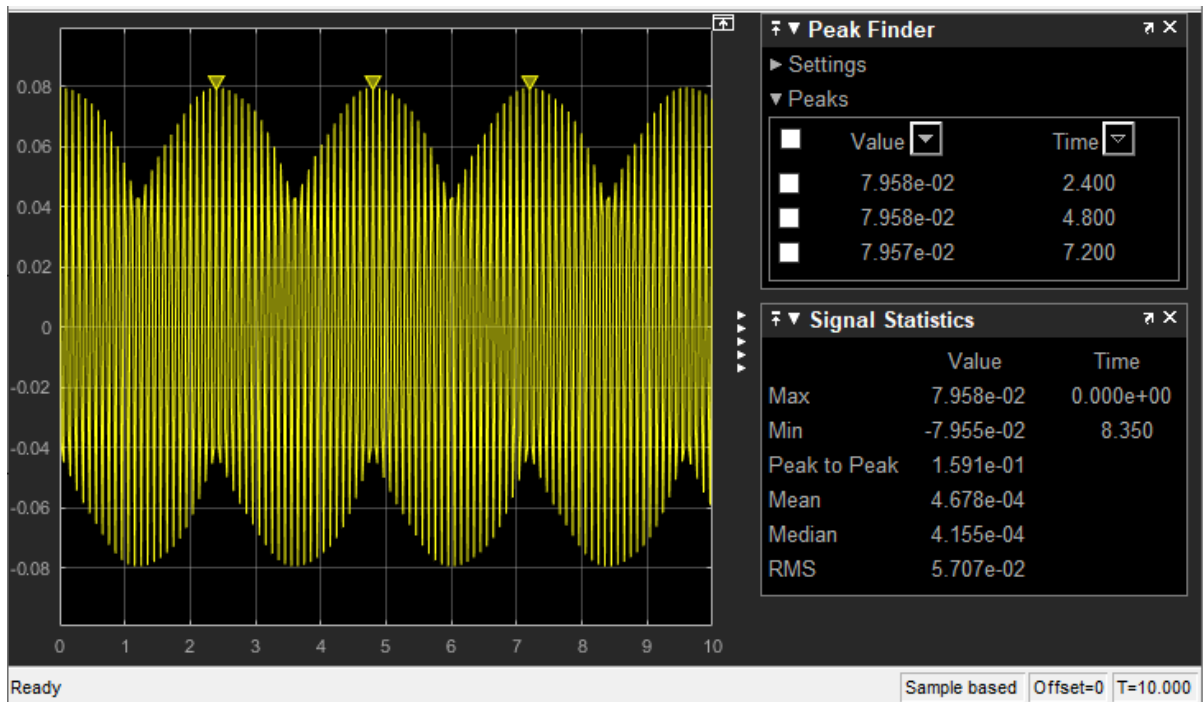 0.08
0.06
0.04
0.02
0
-0.02
-0.04
-0.06
-0.08
0 1 2 3 4 5 6 7 8 9 10
Peak Finder
Settings
Peaks
Value Time
7.958e-02 2.400
7.958e-02 4.800
7.957e-02 7.200
Signal Statistics
Value Time
Max 7.958e-02 0.000e+00
Min -7.955e-02 8.350
Peak to Peak 1.591e-01
Mean 4.678e-04
Median 4.155e-04
RMS 5.707e-02
Ready Sample based Offset=0 T=10.000